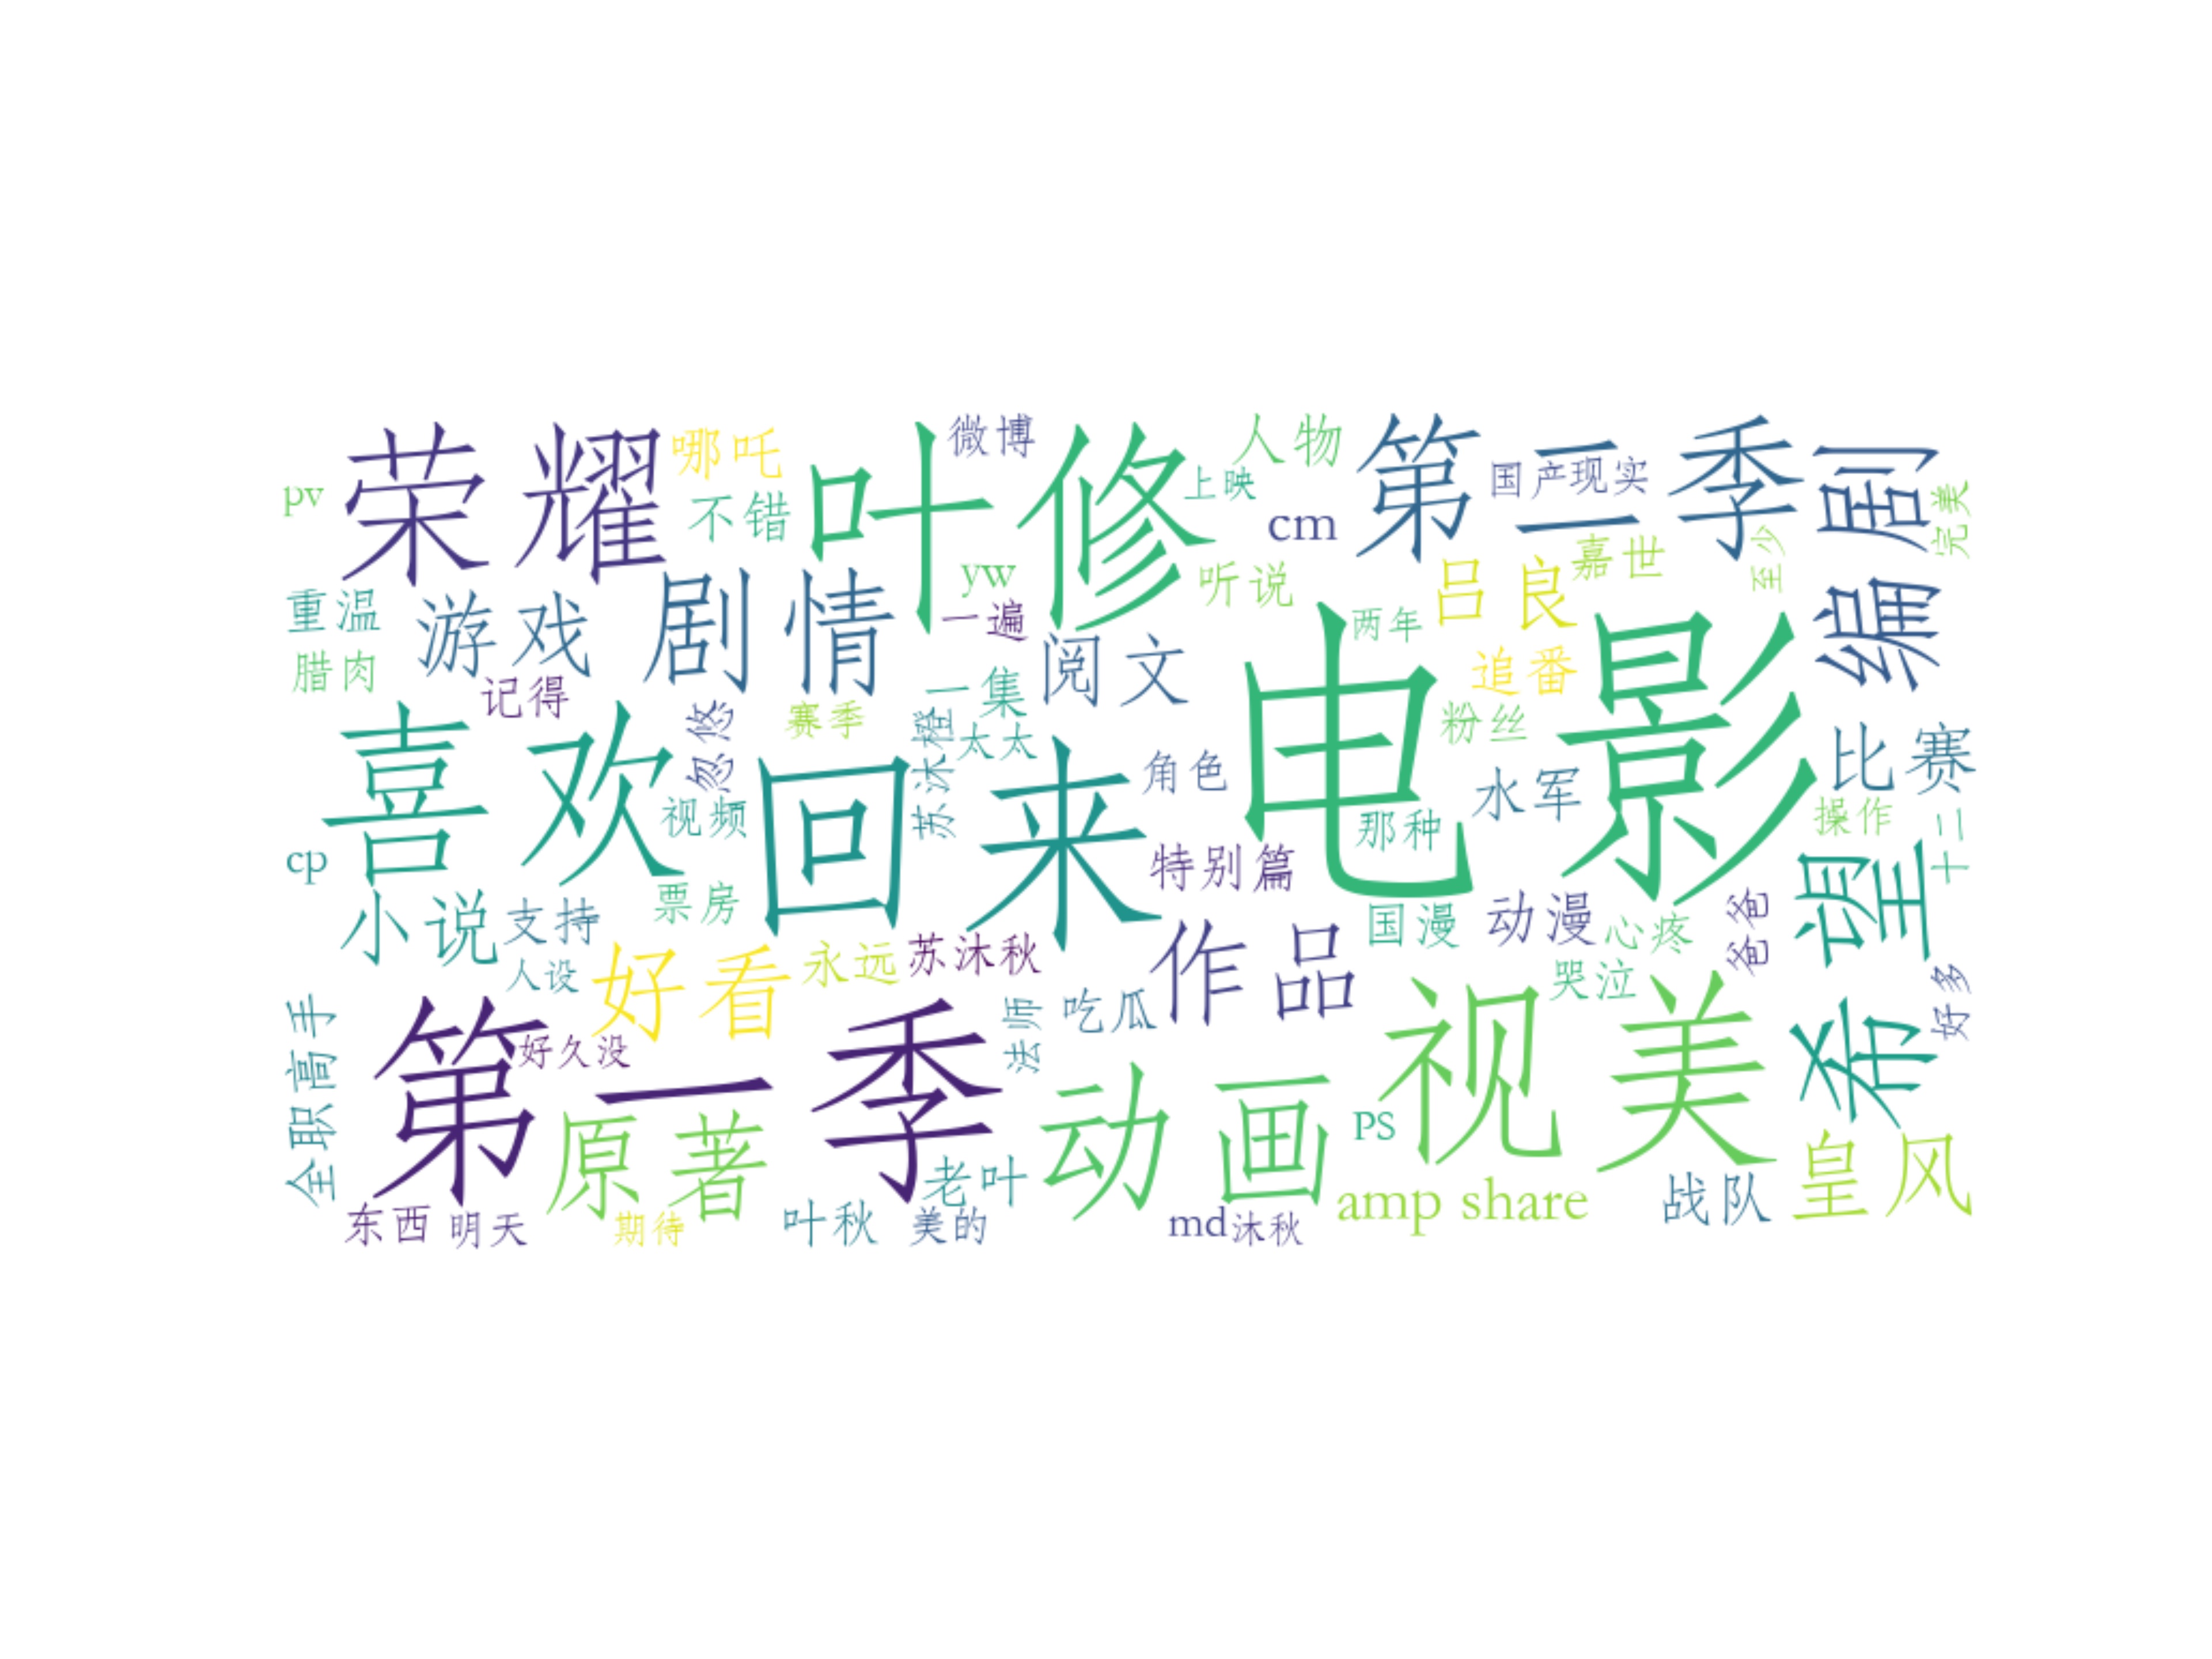 荣耀
哪吒
叶修
微博
人物
第二季
国产现实
编剧
pv
不错
上映
cm
完美
重温
游戏
剧情
yw
一遍
听说
吕良
嘉世
至少
腊肉
记得
阅文
两年
追番
电影
喜欢
忽悠
赛季
一集
苏沐橙
太太
粉丝
比赛
视频
回来
角色
水军
操作
十二
cp
票房
特别篇
那种
希望
小说
支持
人设
好看
永远
苏沐秋
作品
国漫
动漫
心疼
爸爸
哭泣
好多
全职高手
第一季
好久没
法师
吃瓜
视美
原著
动画
PS
皇风
东西
明天
期待
叶秋
老叶
美的
md
沐秋
amp share
战队